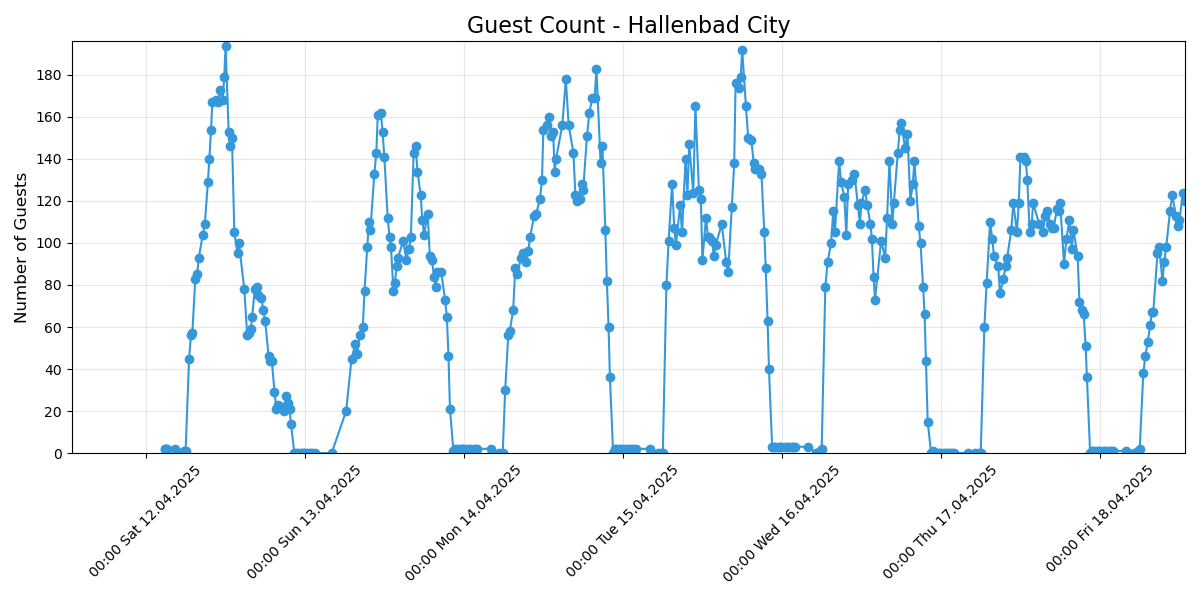 Guest Count - Hallenbad City
Number of Guests
180
160
140
120
100
80
60
40
20
0
00:00 Sat 12.04.2025
00:00 Sun 13.04.2025
00:00 Mon 14.04.2025
00:00 Tue 15.04.2025
00:00 Wed 16.04.2025
00:00 Thu 17.04.2025
00:00 Fri 18.04.2025